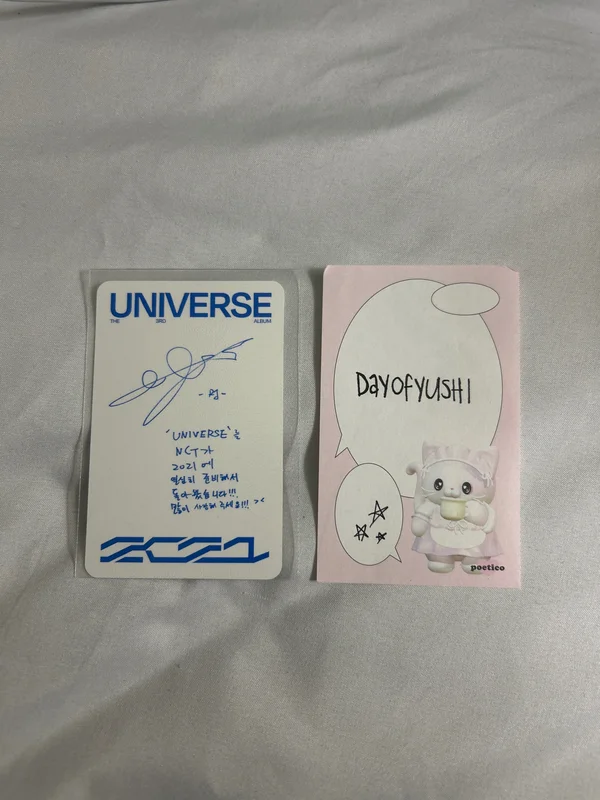 UNIVERSE
THE 3RD ALBUM
'UNIVERSE'는
NCT가
2021에
열심히 준비해서
돌아왔습니다!!!
많이 사랑해주세요!!! ><
2021
DayofyUSHI
poetico